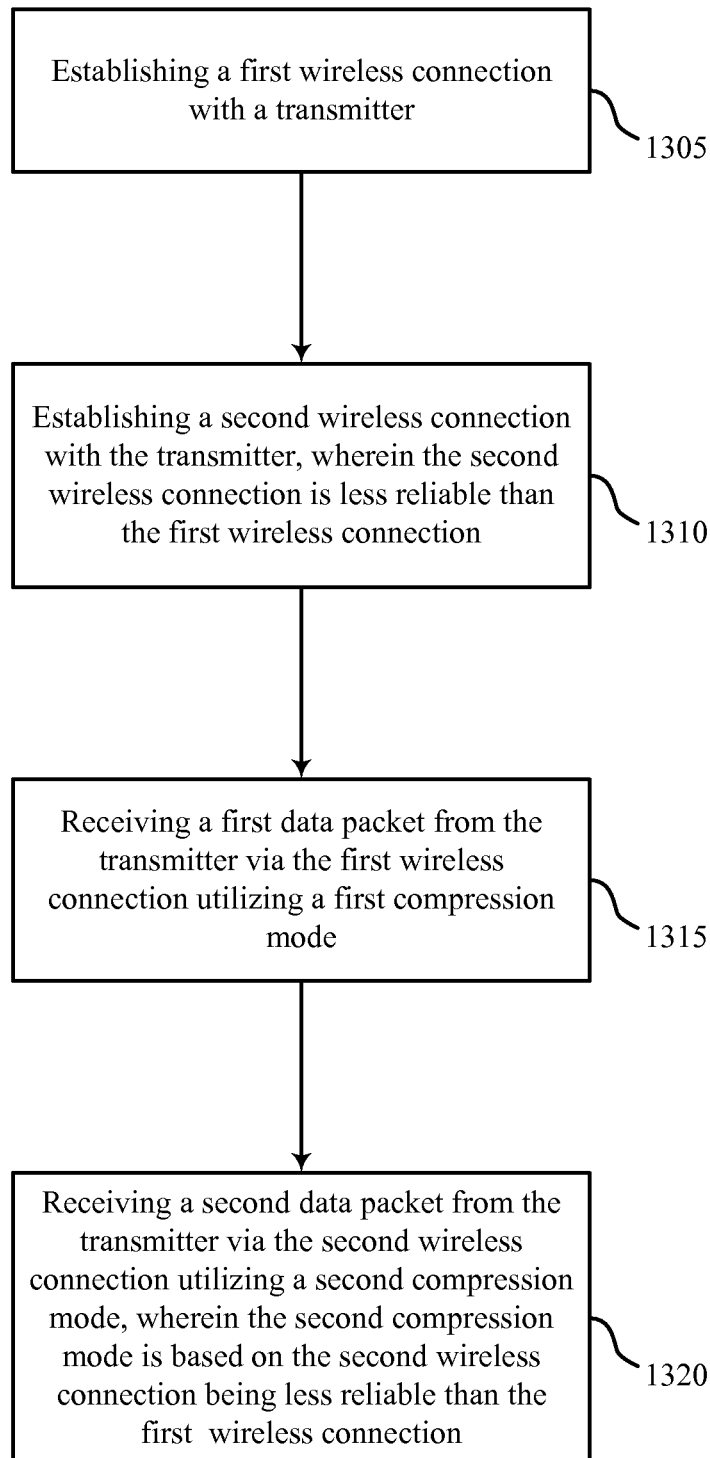 Establishing a first wireless connection
with a transmitter
1305
Establishing a second wireless connection
with the transmitter, wherein the second
wireless connection is less reliable than
the first wireless connection
1310
Receiving a first data packet from the
transmitter via the first wireless
connection utilizing a first compression
mode
1315
Receiving a second data packet from the
transmitter via the second wireless
connection utilizing a second compression
mode, wherein the second compression
mode is based on the second wireless
connection being less reliable than the
first  wireless connection
1320